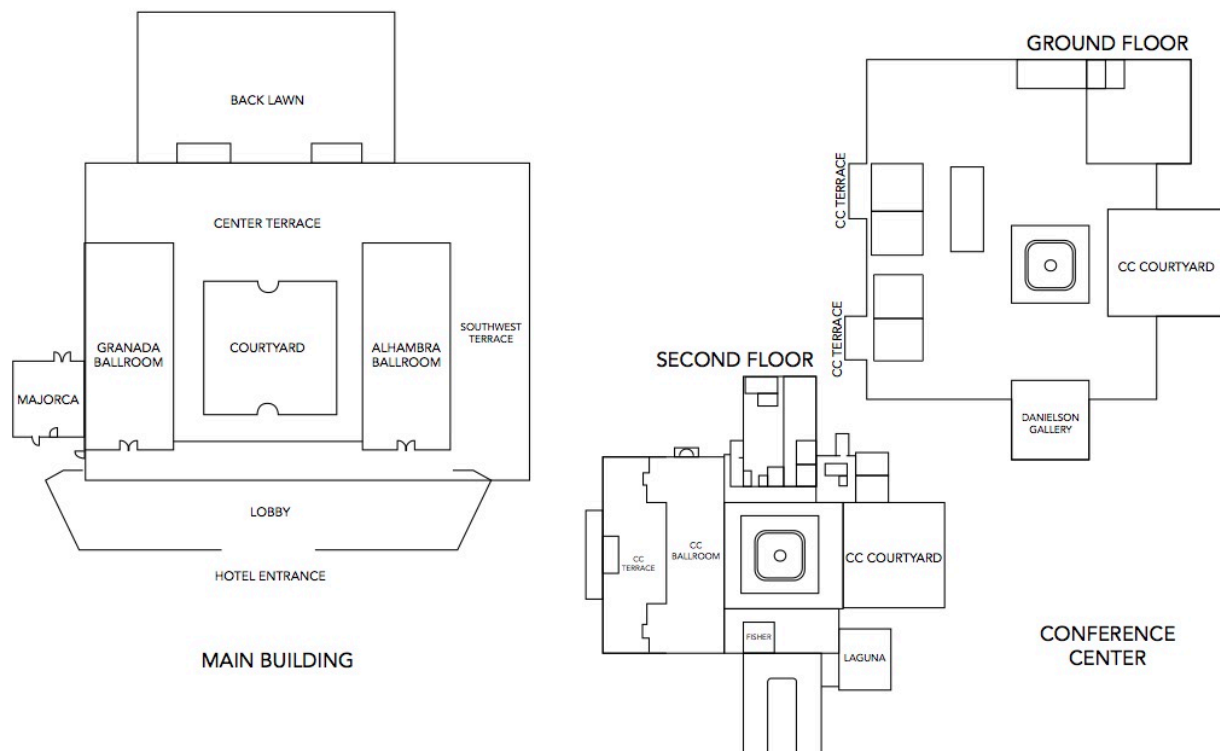 BACK LAWN
CENTER TERRACE
GRANADA
BALLROOM
COURTYARD
ALHAMBRA
BALLROOM
SOUTHWEST
TERRACE
MAJORCA
LOBBY
HOTEL ENTRANCE
MAIN BUILDING
GROUND FLOOR
CC TERRACE
CC TERRACE
CC COURTYARD
DANIELSON
GALLERY
SECOND FLOOR
CC
TERRACE
CC
BALLROOM
CC COURTYARD
FISHER
LAGUNA
CONFERENCE
CENTER